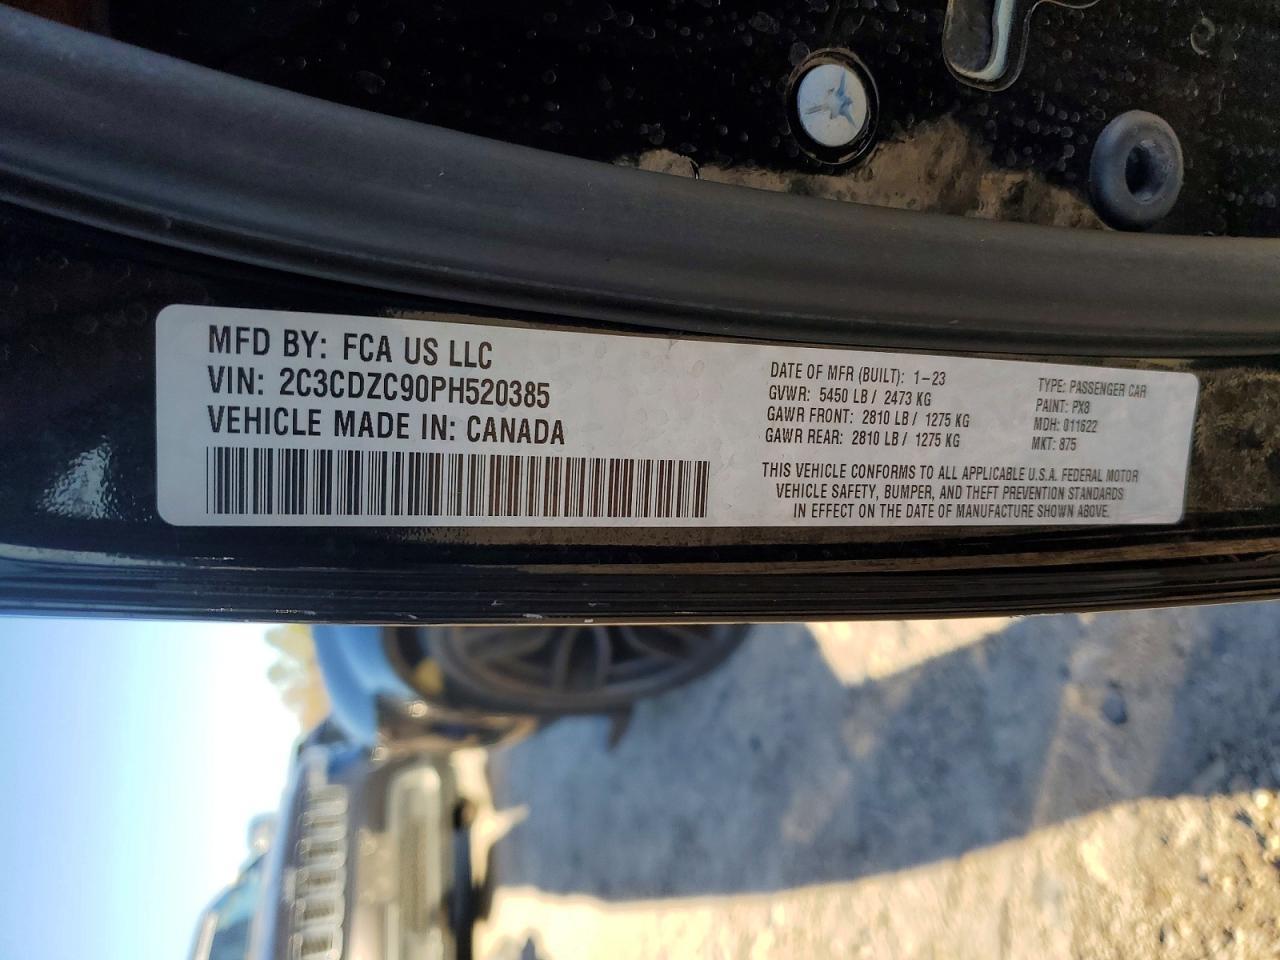 MFD BY: FCA US LLC
VIN: 2C3CDZC90PH520385
VEHICLE MADE IN: CANADA
DATE OF MFR (BUILT): 1-23
GVWR: 5450 LB / 2473 KG
GAWR FRONT: 2810 LB / 1275 KG
GAWR REAR: 2810 LB / 1275 KG
TYPE: PASSENGER CAR
PAINT: PX8
MDH: 011622
MKT: 875
THIS VEHICLE CONFORMS TO ALL APPLICABLE U.S.A. FEDERAL MOTOR
VEHICLE SAFETY, BUMPER, AND THEFT PREVENTION STANDARDS
IN EFFECT ON THE DATE OF MANUFACTURE SHOWN ABOVE.